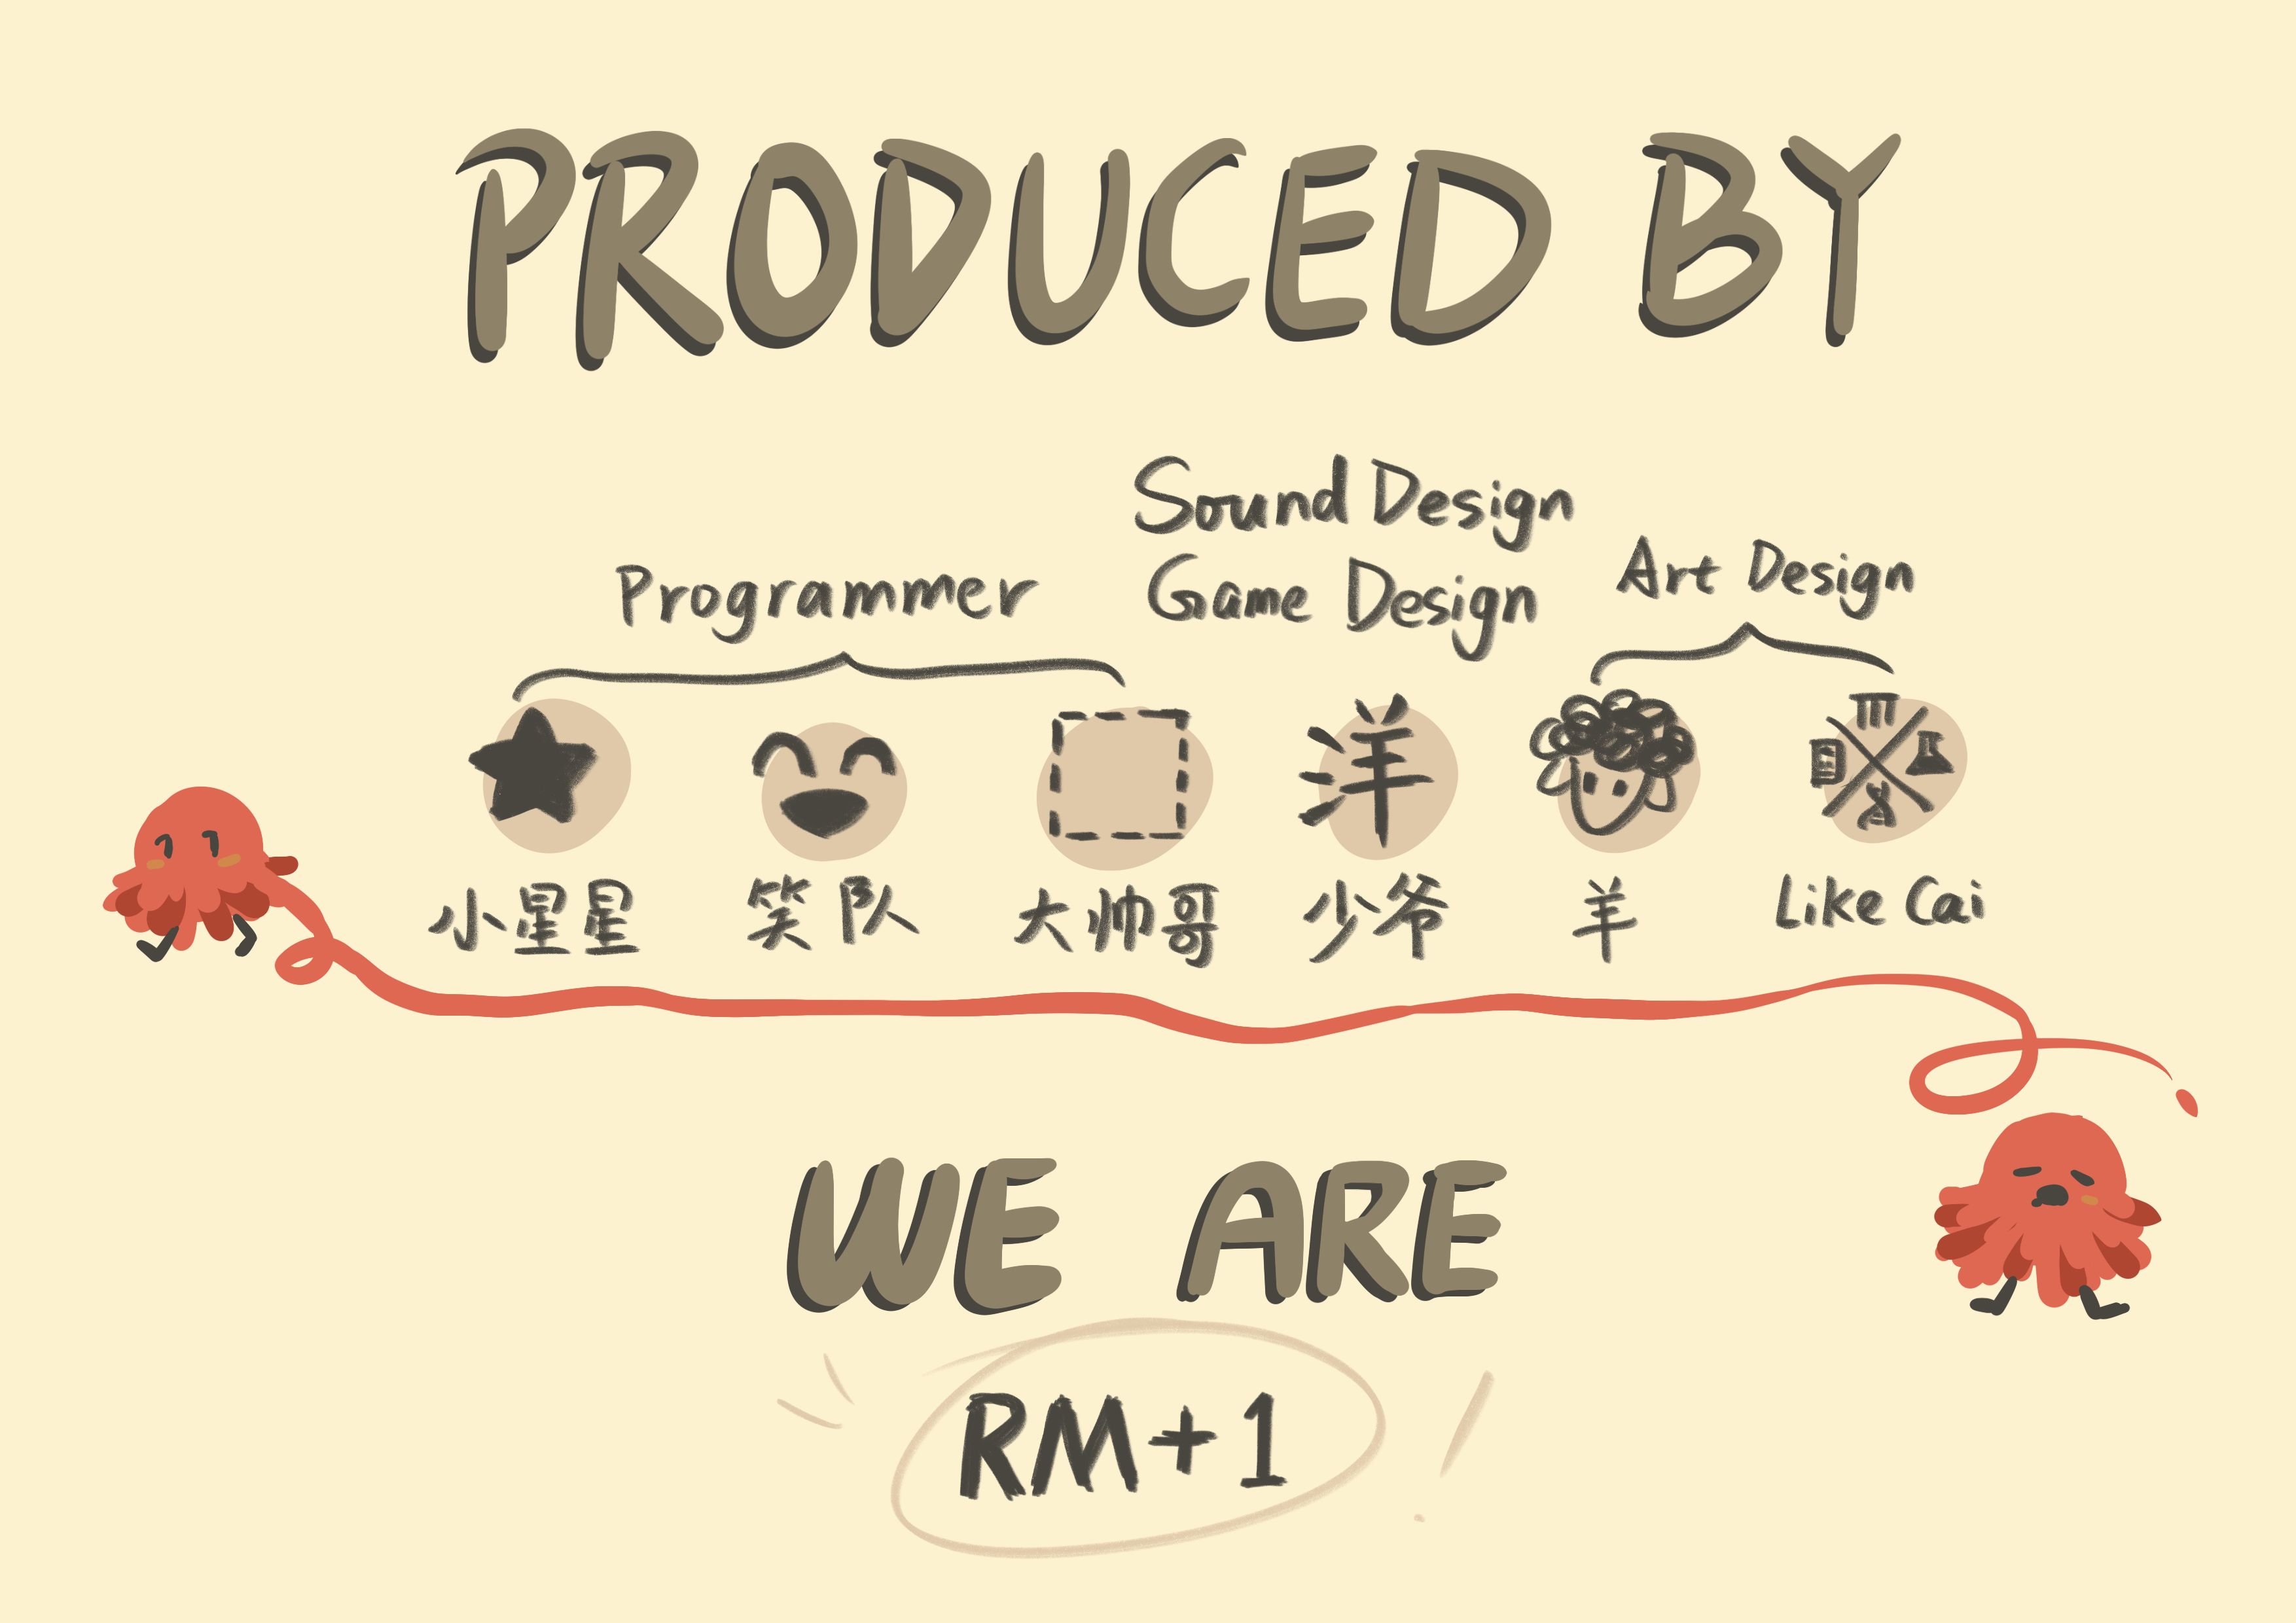 PRODUCED BY
Sound Design
Programmer
Game Design
Art Design
洋
小星星
笑队
大帅哥
少爷
羊
Like Cai
WE ARE
RM+1